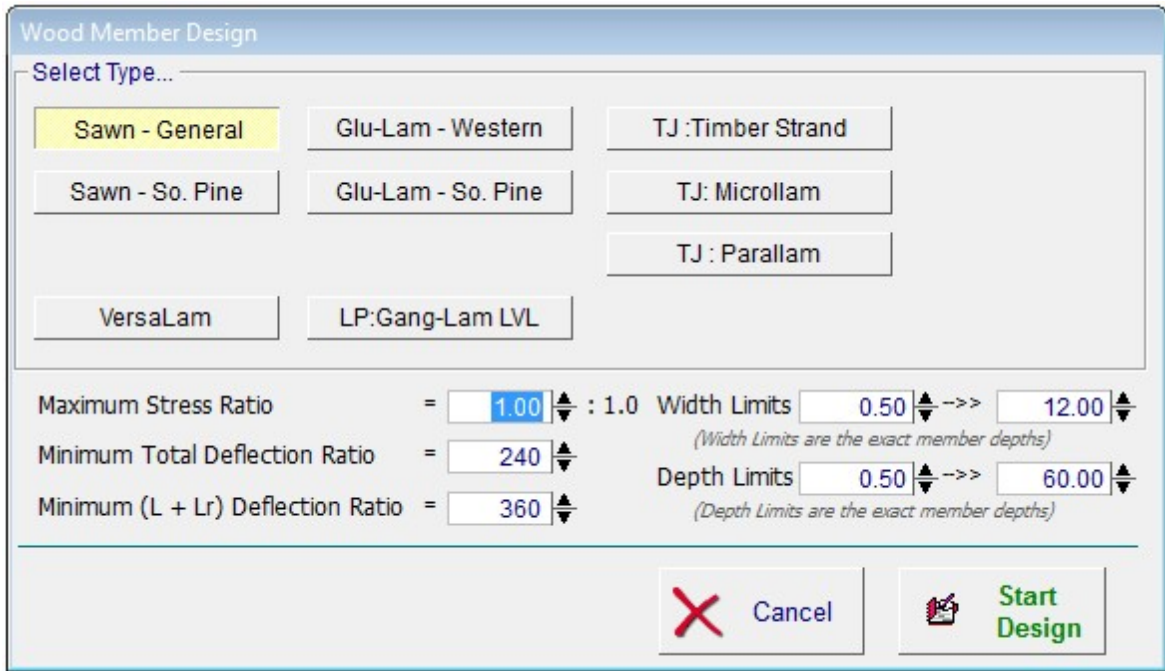 Wood Member Design
Select Type...
Sawn - General Glu-Lam - Western TJ :Timber Strand
Sawn - So. Pine Glu-Lam - So. Pine TJ: Microllam
TJ : Parallam
VersaLam LP:Gang-Lam LVL
Maximum Stress Ratio = 1.00 : 1.0 Width Limits 0.50 -->> 12.00
(Width Limits are the exact member depths)
Minimum Total Deflection Ratio = 240
Depth Limits 0.50 -->> 60.00
Minimum (L + Lr) Deflection Ratio = 360
(Depth Limits are the exact member depths)
Cancel
Start
Design